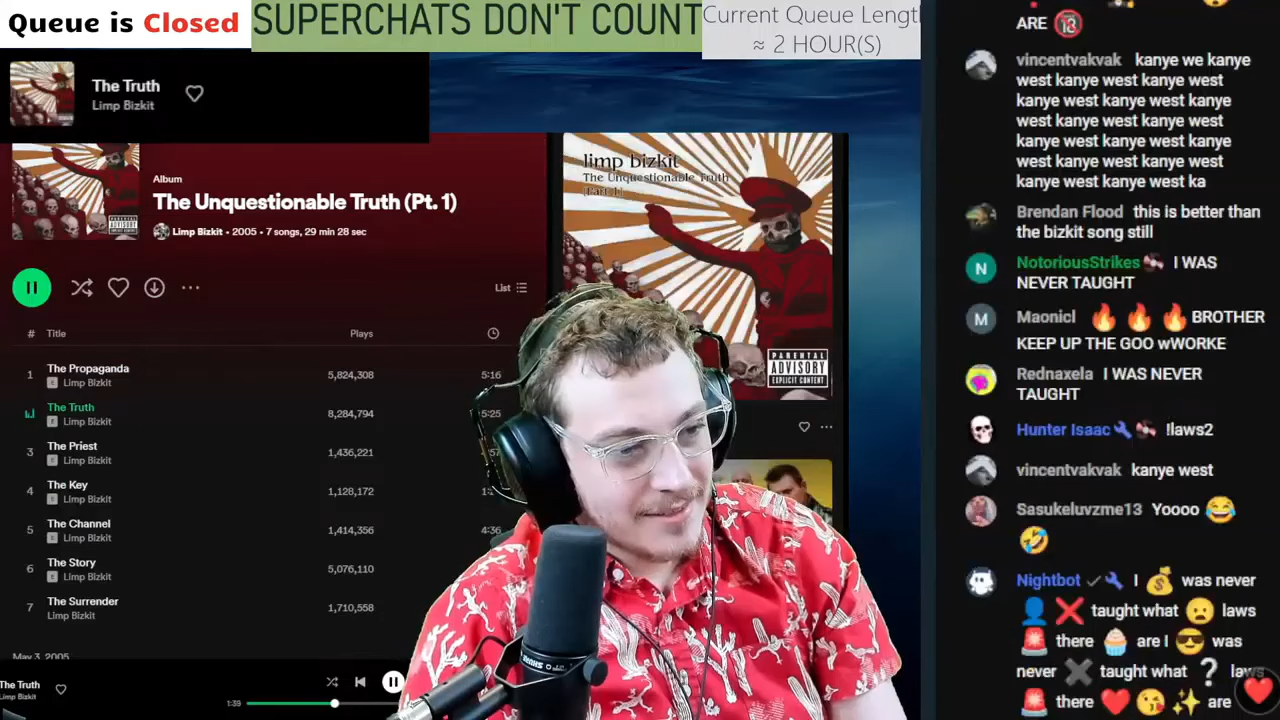 Queue is Closed
SUPERCHATS DON'T COUNT
Current Queue Lengt
≈ 2 HOUR(S)
The Truth
Limp Bizkit
Album
The Unquestionable Truth (Pt. 1)
Limp Bizkit • 2005 • 7 songs, 29 min 28 sec
List
# Title Plays
1 The Propaganda 5,824,308 5:16
E Limp Bizkit
The Truth 8,284,794 5:25
E Limp Bizkit
3 The Priest 1,436,221
E Limp Bizkit
4 The Key 1,128,172
E Limp Bizkit
5 The Channel 1,414,356 4:36
E Limp Bizkit
6 The Story 5,076,110
E Limp Bizkit
7 The Surrender 1,710,558
Limp Bizkit
May 3, 2005
The Truth
Limp Bizkit
1:39
limp bizkit
The Unquestionable Truth
(Part 1)
PARENTAL
ADVISORY
EXPLICIT CONTENT
SHURE
ARE 🔞
vincentvakvak kanye we kanye
west kanye west kanye west
kanye west kanye west kanye
west kanye west kanye west
kanye west kanye west kanye
west kanye west kanye west
kanye west kanye west ka
Brendan Flood this is better than
the bizkit song still
N NotoriousStrikes I WAS
NEVER TAUGHT
M Maonicl 🔥 🔥 🔥 BROTHER
KEEP UP THE GOO wWORKE
Rednaxela I WAS NEVER
TAUGHT
Hunter Isaac !laws2
vincentvakvak kanye west
Sasukeluvzme13 Yoooo 😂
🤣
Nightbot I 💰 was never
👤 ❌ taught what 😦 laws
🚨 there 🧁 are I 😎 was
never ✖ taught what ❔ laws
🚨 there ❤️ 😘 ✨ are